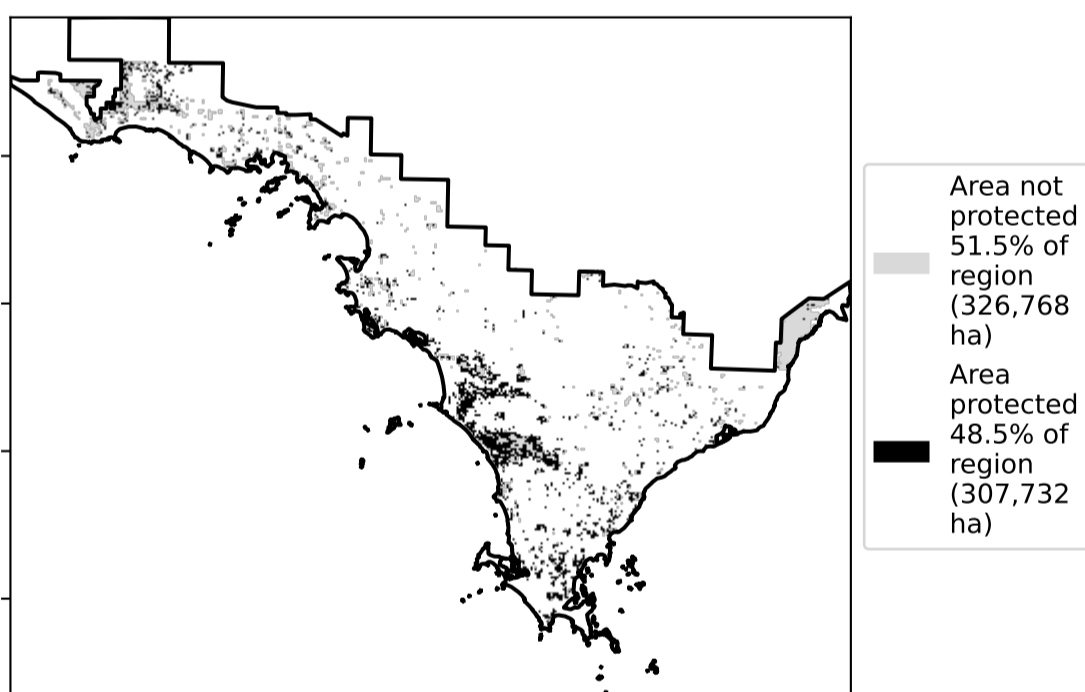 Area not
protected
51.5% of
region
(326,768
ha)
Area
protected
48.5% of
region
(307,732
ha)